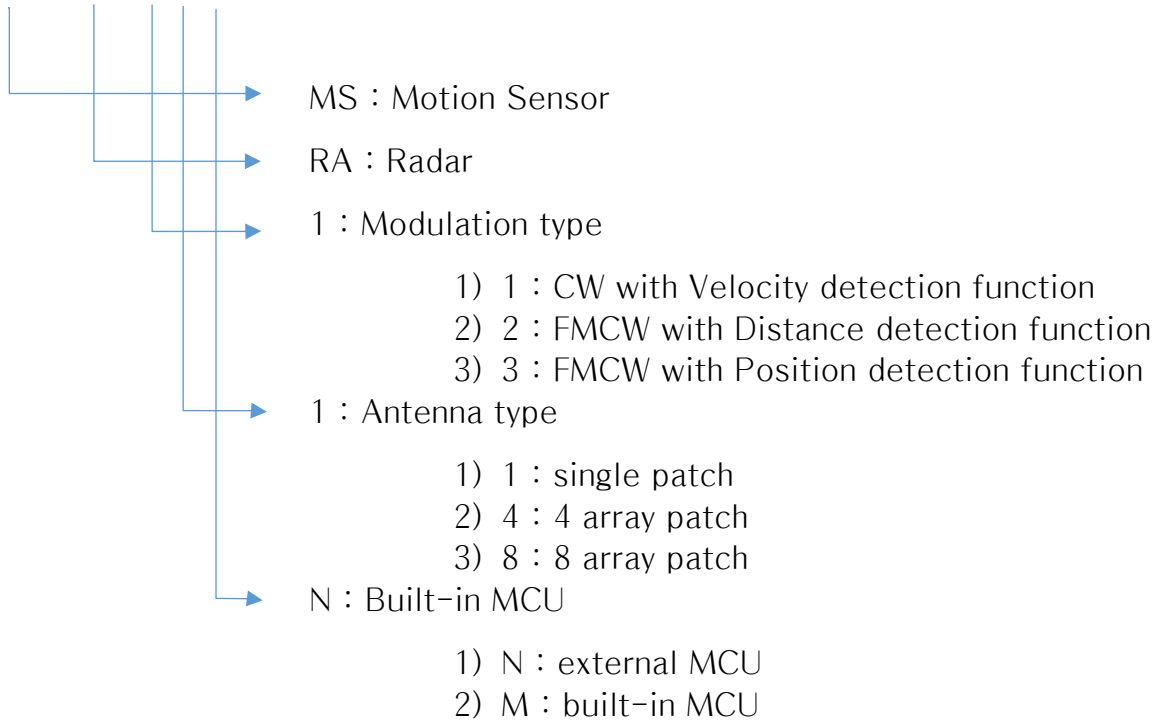 MS : Motion Sensor
RA : Radar
1 : Modulation type
1) 1 : CW with Velocity detection function
2) 2 : FMCW with Distance detection function
3) 3 : FMCW with Position detection function
1 : Antenna type
1) 1 : single patch
2) 4 : 4 array patch
3) 8 : 8 array patch
N : Built-in MCU
1) N : external MCU
2) M : built-in MCU